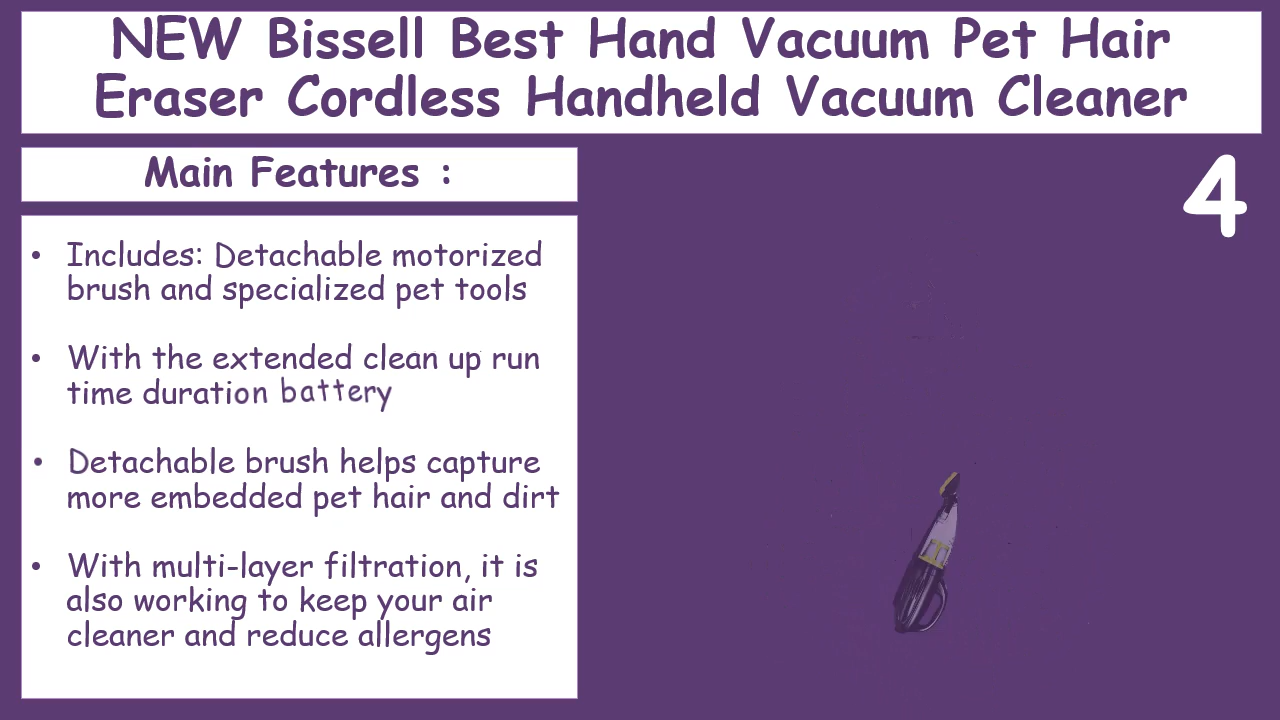 NEW Bissell Best Hand Vacuum Pet Hair
Eraser Cordless Handheld Vacuum Cleaner
Main Features :
4
• Includes: Detachable motorized
brush and specialized pet tools
• With the extended clean up run
time duration battery
• Detachable brush helps capture
more embedded pet hair and dirt
• With multi-layer filtration, it is
also working to keep your air
cleaner and reduce allergens